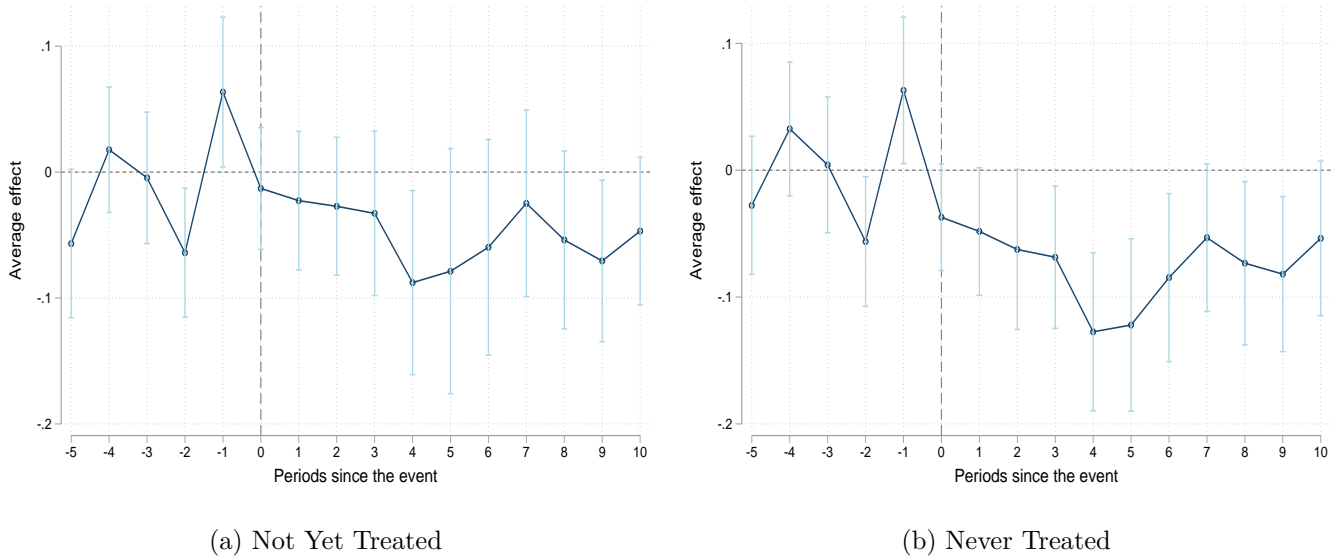 .1
0
-.1
-.2
Average effect
-5 -4 -3 -2 -1 0 1 2 3 4 5 6 7 8 9 10
Periods since the event
(a) Not Yet Treated
.1
0
-.1
-.2
Average effect
-5 -4 -3 -2 -1 0 1 2 3 4 5 6 7 8 9 10
Periods since the event
(b) Never Treated